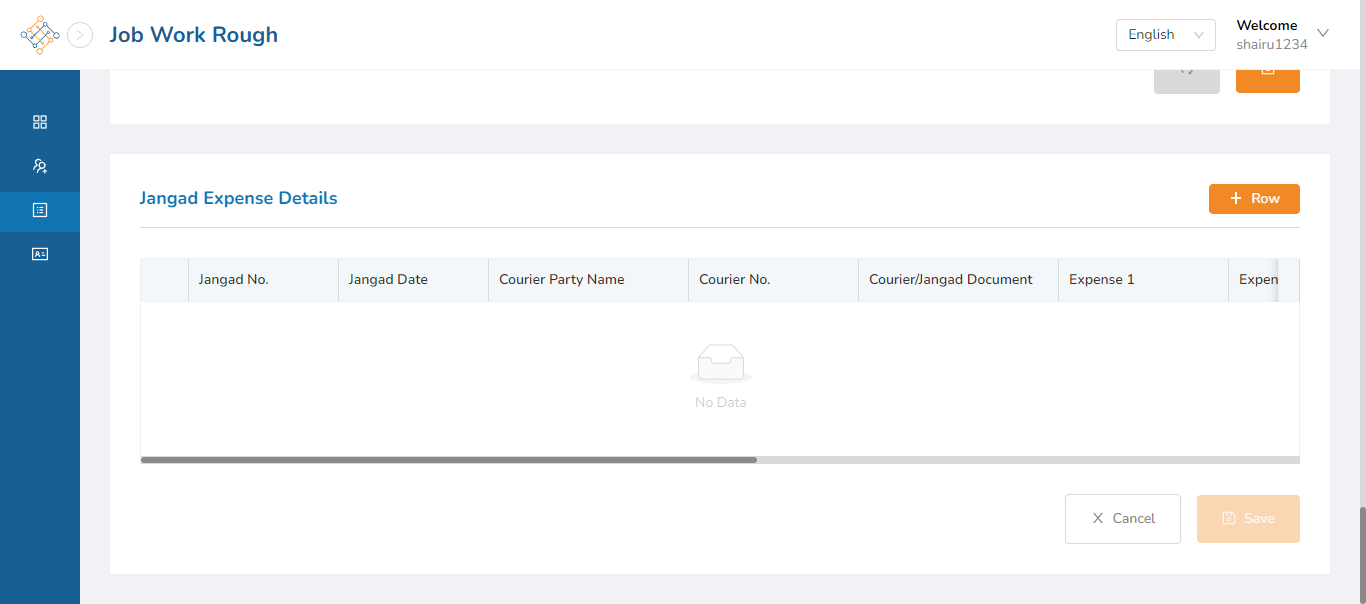 Job Work Rough
English
Welcome
shairu1234
Jangad Expense Details
Row
Jangad No.
Jangad Date
Courier Party Name
Courier No.
Courier/Jangad Document
Expense 1
Expen
No Data
Cancel
Save